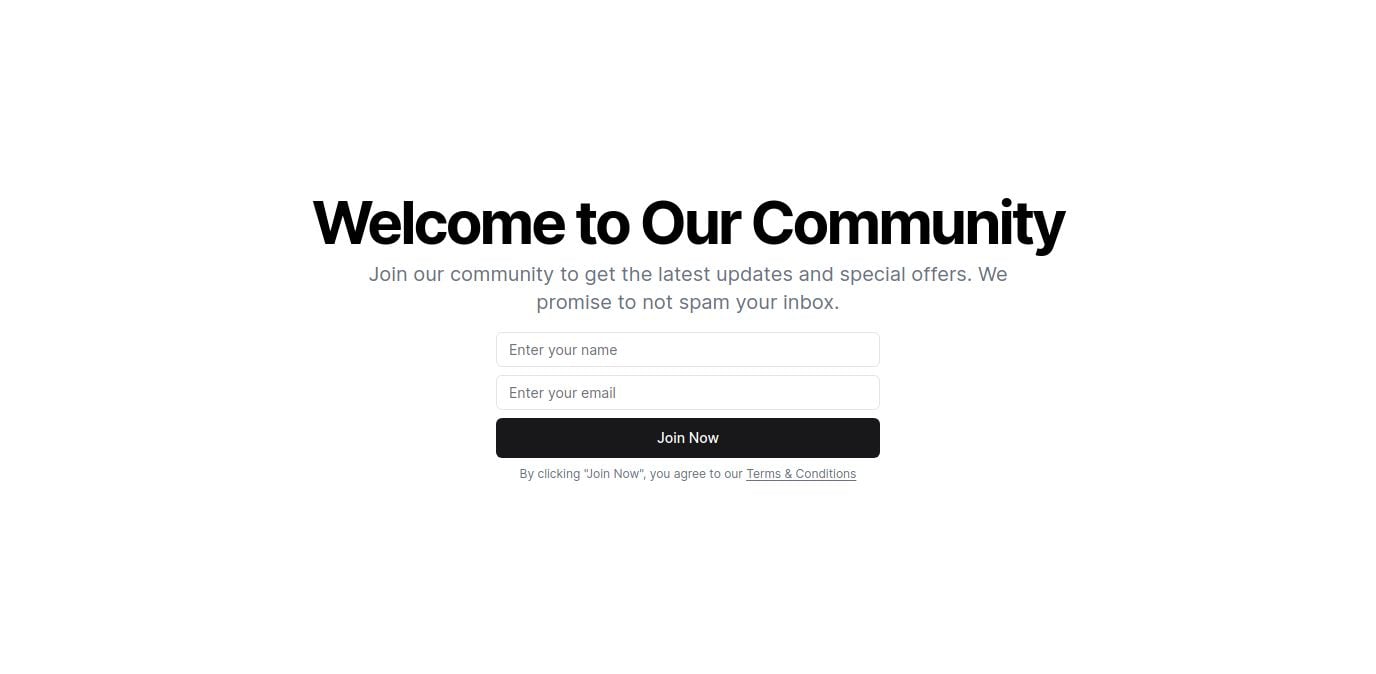 Welcome to Our Community
Join our community to get the latest updates and special offers. We
promise to not spam your inbox.
Enter your name
Enter your email
Join Now
By clicking "Join Now", you agree to our Terms & Conditions